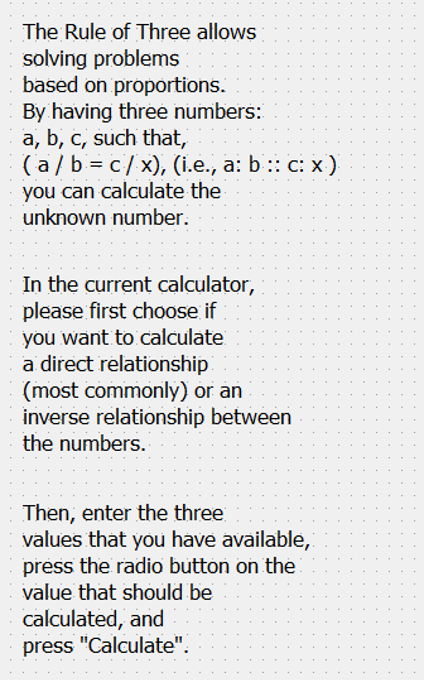 The Rule of Three allows
solving problems
based on proportions.
By having three numbers:
a, b, c, such that,
( a / b = c / x), (i.e., a: b :: c: x )
you can calculate the
unknown number.
In the current calculator,
please first choose if
you want to calculate
a direct relationship
(most commonly) or an
inverse relationship between
the numbers.
Then, enter the three
values that you have available,
press the radio button on the
value that should be
calculated, and
press "Calculate".